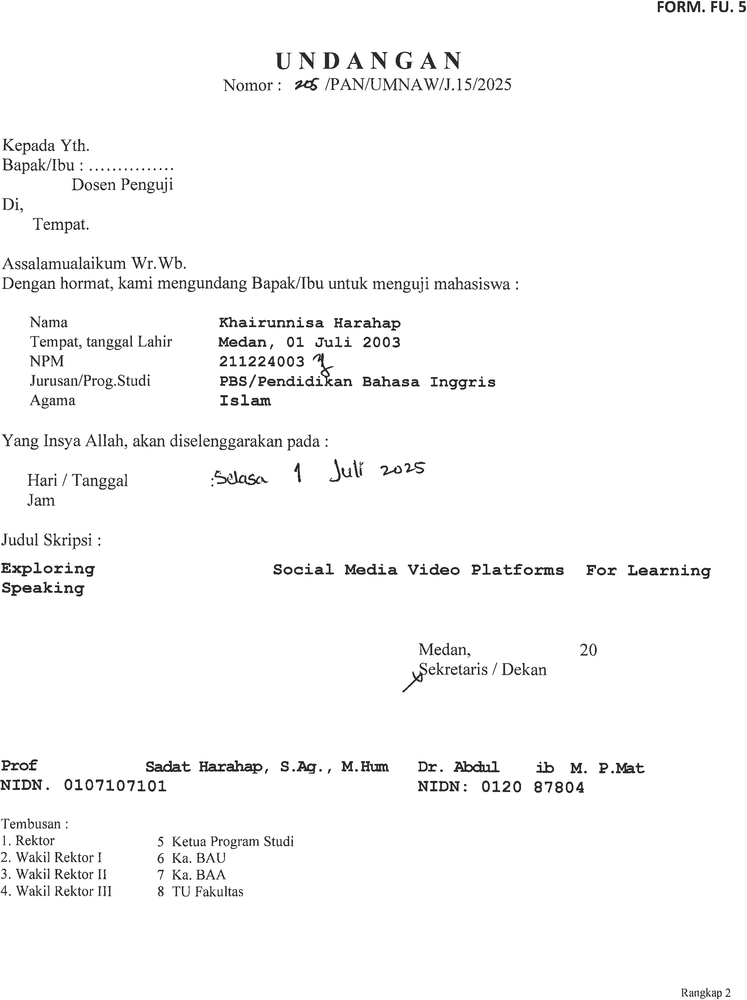 FORM. FU. 5
UNDANGAN
Nomor : 205 /PAN/UMNAW/J.15/2025
Kepada Yth.
Bapak/Ibu : ...............
Dosen Penguji
Di,
Tempat.
Assalamualaikum Wr.Wb.
Dengan hormat, kami mengundang Bapak/Ibu untuk menguji mahasiswa :
Nama Khairunnisa Harahap
Tempat, tanggal Lahir Medan, 01 Juli 2003
NPM 211224003
Jurusan/Prog.Studi PBS/Pendidikan Bahasa Inggris
Agama Islam
Yang Insya Allah, akan diselenggarakan pada :
Hari / Tanggal :Selasa 1 Juli 2025
Jam
Judul Skripsi :
Exploring Social Media Video Platforms For Learning
Speaking
Medan, 20
Sekretaris / Dekan
Prof Sadat Harahap, S.Ag., M.Hum Dr. Abdul ib M. P.Mat
NIDN. 0107107101 NIDN: 0120 87804
Tembusan :
1. Rektor 5 Ketua Program Studi
2. Wakil Rektor I 6 Ka. BAU
3. Wakil Rektor II 7 Ka. BAA
4. Wakil Rektor III 8 TU Fakultas
Rangkap 2